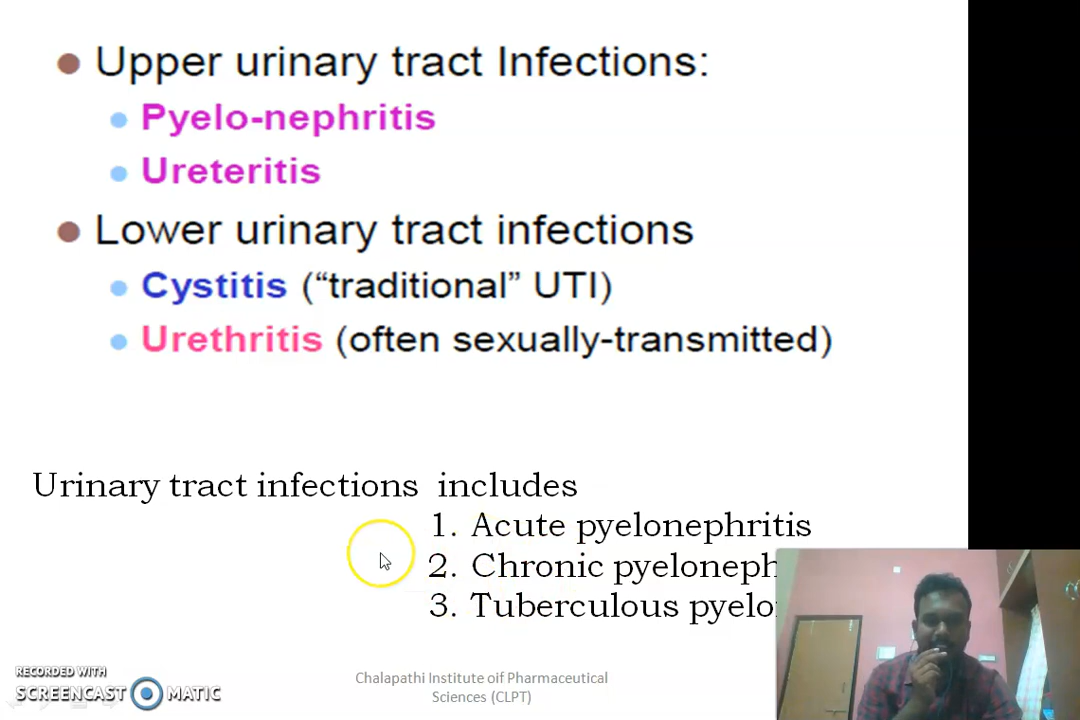 Upper urinary tract Infections:
Pyelo-nephritis
Ureteritis
Lower urinary tract infections
Cystitis (“traditional” UTI)
Urethritis (often sexually-transmitted)
Urinary tract infections includes
1. Acute pyelonephritis
2. Chronic pyeloneph
3. Tuberculous pyelo
RECORDED WITH
SCREENCAST MATIC
Chalapathi Institute oif Pharmaceutical
Sciences (CLPT)